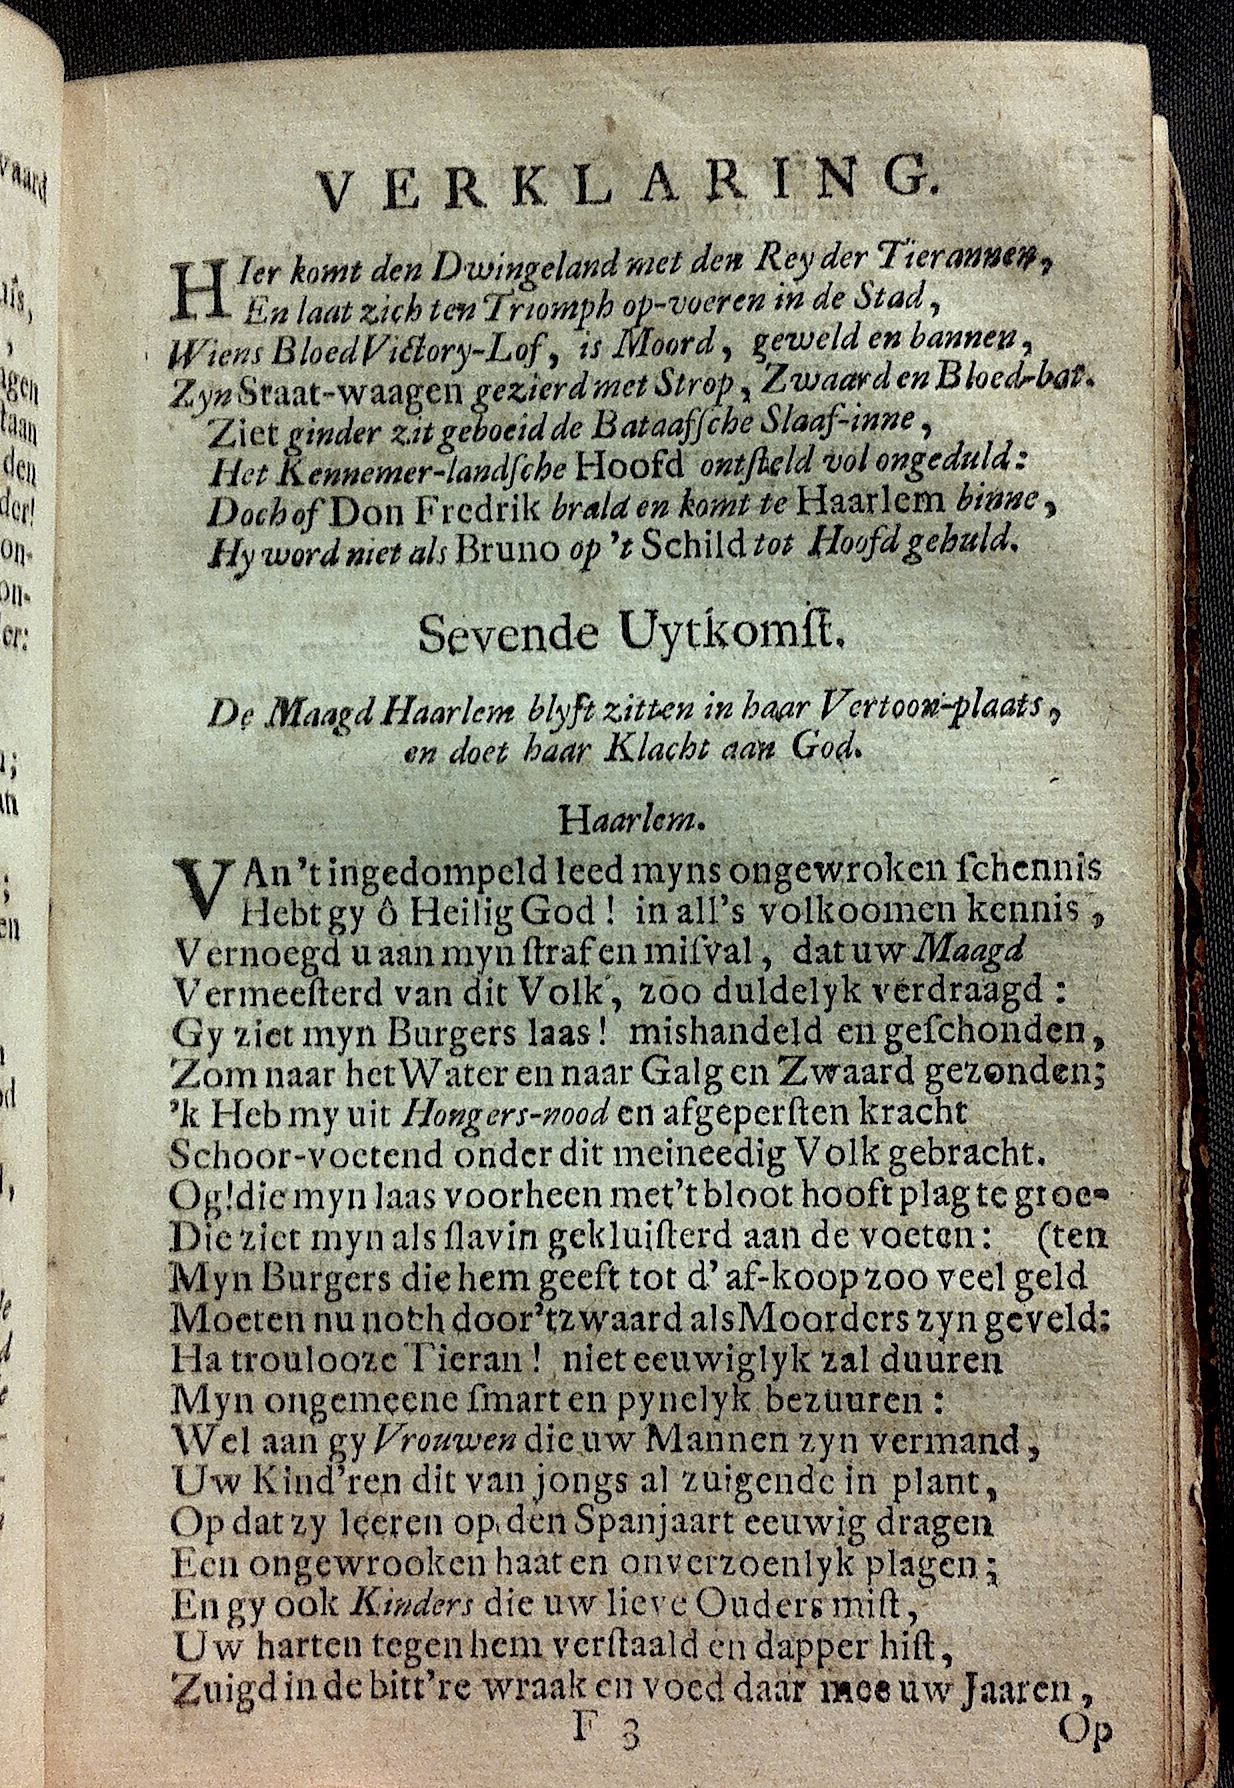 VERKLARING.
HIer komt den Dwingeland met den Rey der Tierannen,
En laat zich ten Triomph op-voeren in de Stad,
Wiens Bloed Victory-Lof, is Moord, geweld en bannen,
Zyn Staat-waagen gezierd met Strop, Zwaard en Bloed-bat.
Ziet ginder zit geboeid de Bataafſche Slaaf-inne,
Het Kennemer-landſche Hoofd ontſteld vol ongeduld:
Doch of Don Fredrik brald en komt te Haarlem binne,
Hy word niet als Bruno op 't Schild tot Hoofd gehuld.
Sevende Uytkomſt.
De Maagd Haarlem blyft zitten in haar Vertoon-plaats,
en doet haar Klacht aan God.
Haarlem.
VAn 't ingedompeld leed myns ongewroken ſchennis
Hebt gy ô Heilig God! in all's volkoomen kennis,
Vernoegd u aan myn ſtraf en miſval, dat uw Maagd
Vermeeſterd van dit Volk, zoo duldelyk verdraagd:
Gy ziet myn Burgers laas! mishandeld en geſchonden,
Zom naar het Water en naar Galg en Zwaard gezonden;
'k Heb my uit Hongers-nood en afgeperſten kracht
Schoor-voetend onder dit meineedig Volk gebracht.
Og! die myn laas voorheen met 't bloot hooft plag te groe-
Die ziet myn als ſlavin gekluiſterd aan de voeten: (ten
Myn Burgers die hem geeft tot d' af-koop zoo veel geld
Moeten nu noch door 't zwaard als Moorders zyn geveld:
Ha troulooze Tieran! niet eeuwiglyk zal duuren
Myn ongemeene ſmart en pynelyk bezuuren:
Wel aan gy Vrouwen die uw Mannen zyn vermand,
Uw Kind'ren dit van jongs al zuigende in plant,
Op dat zy leeren op den Spanjaart eeuwig dragen
Een ongewrooken haat en onverzoenlyk plagen;
En gy ook Kinders die uw lieve Ouders miſt,
Uw harten tegen hem verſtaald en dapper hiſt,
Zuigd in de bitt're wraak en voed daar mee uw Jaaren,
F 3 Op